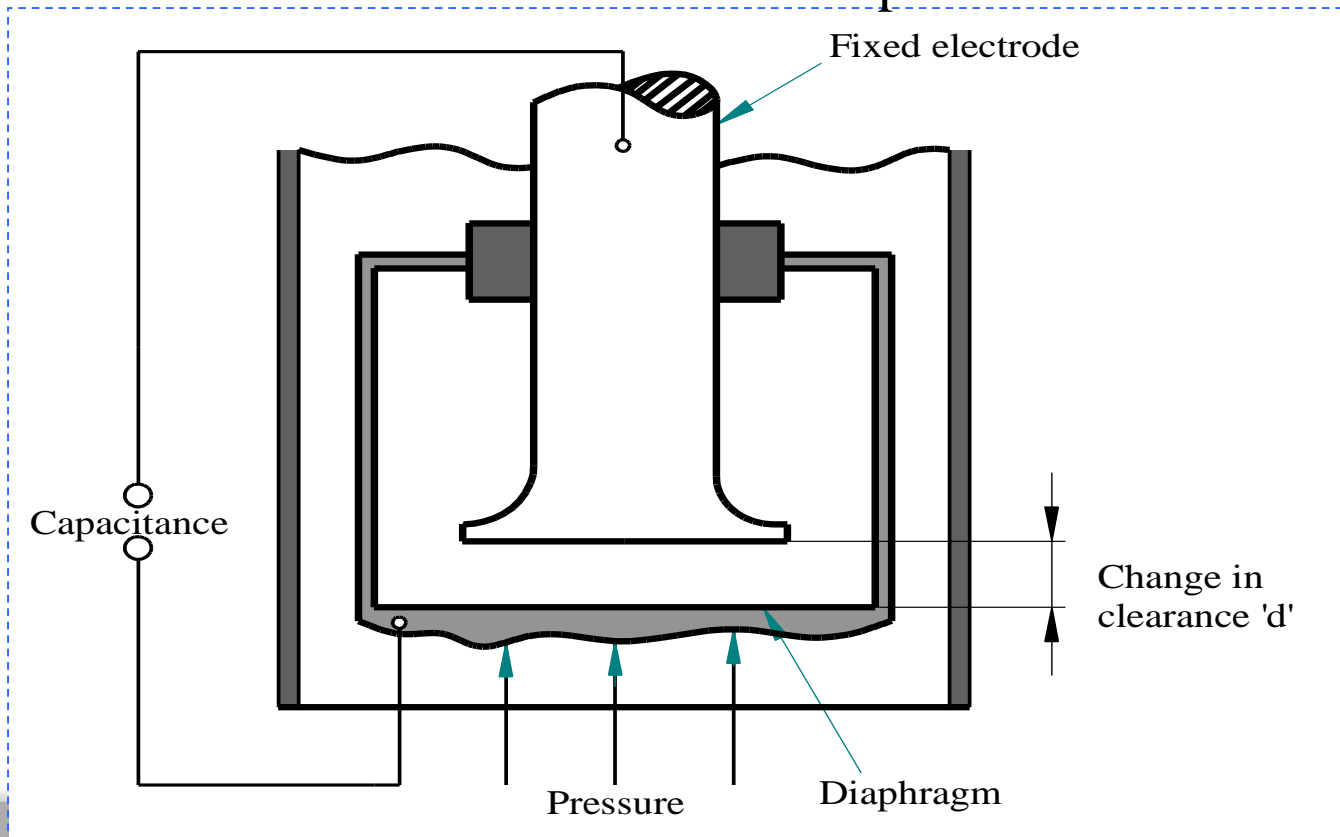 Fixed electrode
Capacitance
Change in
clearance 'd'
Diaphragm
Pressure